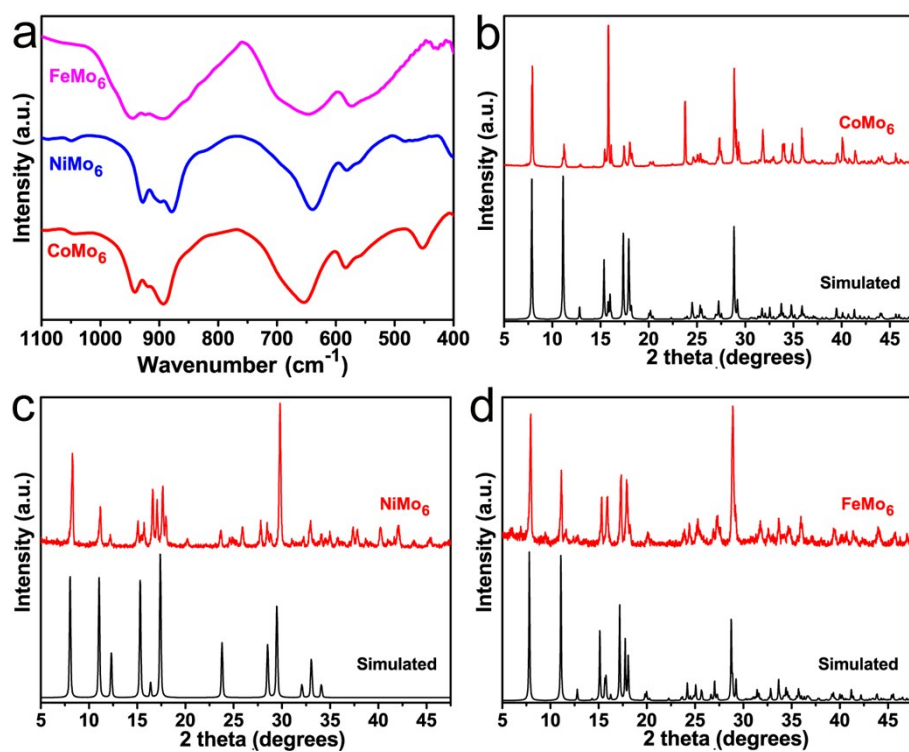 a
FeMo6
NiMo6
CoMo6
Intensity (a.u.)
1100 1000 900 800 700 600 500 400
Wavenumber (cm-1)
b
CoMo6
Simulated
Intensity (a.u.)
5 10 15 20 25 30 35 40 45
2 theta (degrees)
c
NiMo6
Simulated
Intensity (a.u.)
5 10 15 20 25 30 35 40 45
2 theta (degrees)
d
FeMo6
Simulated
Intensity (a.u.)
5 10 15 20 25 30 35 40 45
2 theta (degrees)